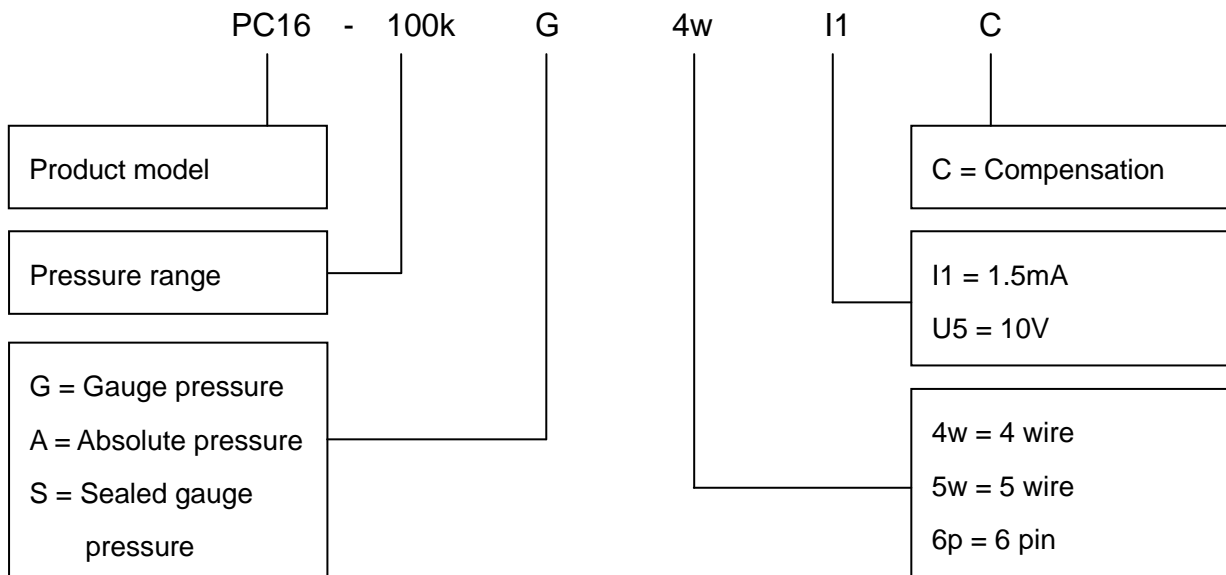 PC16 - 100k G 4w I1 C
Product model
Pressure range
G = Gauge pressure
A = Absolute pressure
S = Sealed gauge
pressure
C = Compensation
I1 = 1.5mA
U5 = 10V
4w = 4 wire
5w = 5 wire
6p = 6 pin